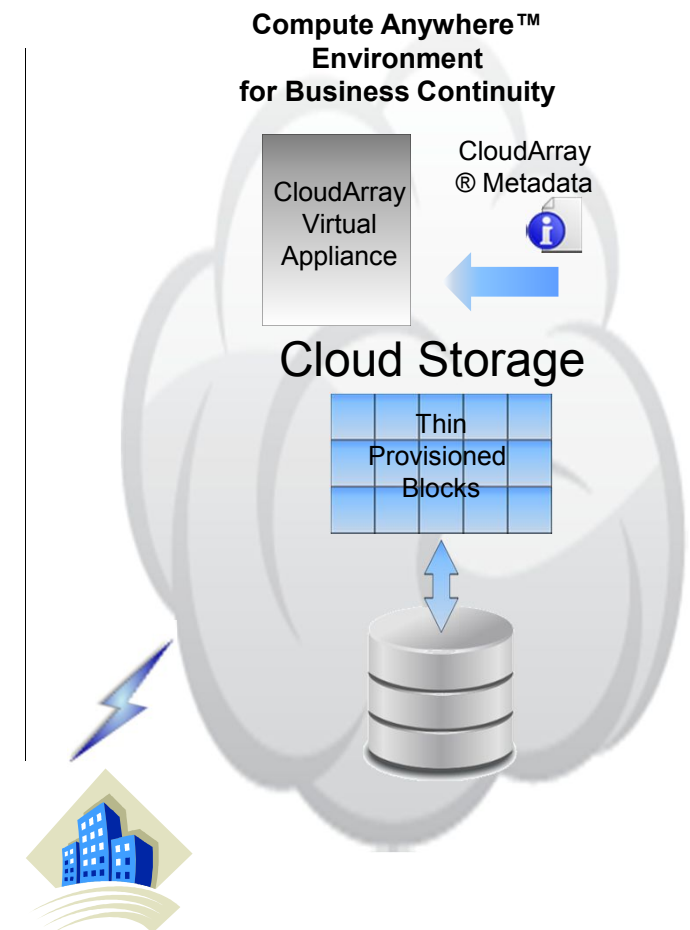 Compute Anywhere™
Environment
for Business Continuity
CloudArray
® Metadata
CloudArray
Virtual
Appliance
Cloud Storage
Thin
Provisioned
Blocks